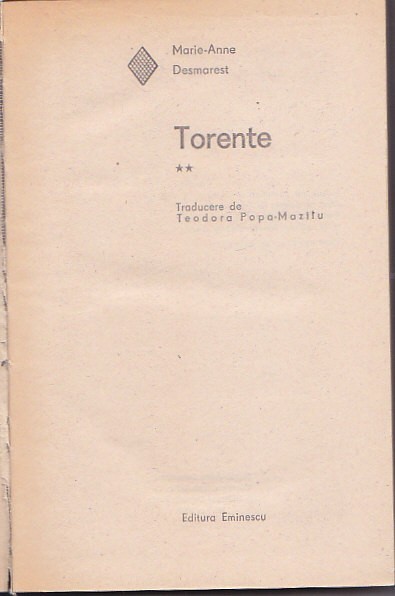 Marie-Anne
Desmarest
Torente
★★
Traducere de
Teodora Popa-Mazilu
Editura Eminescu